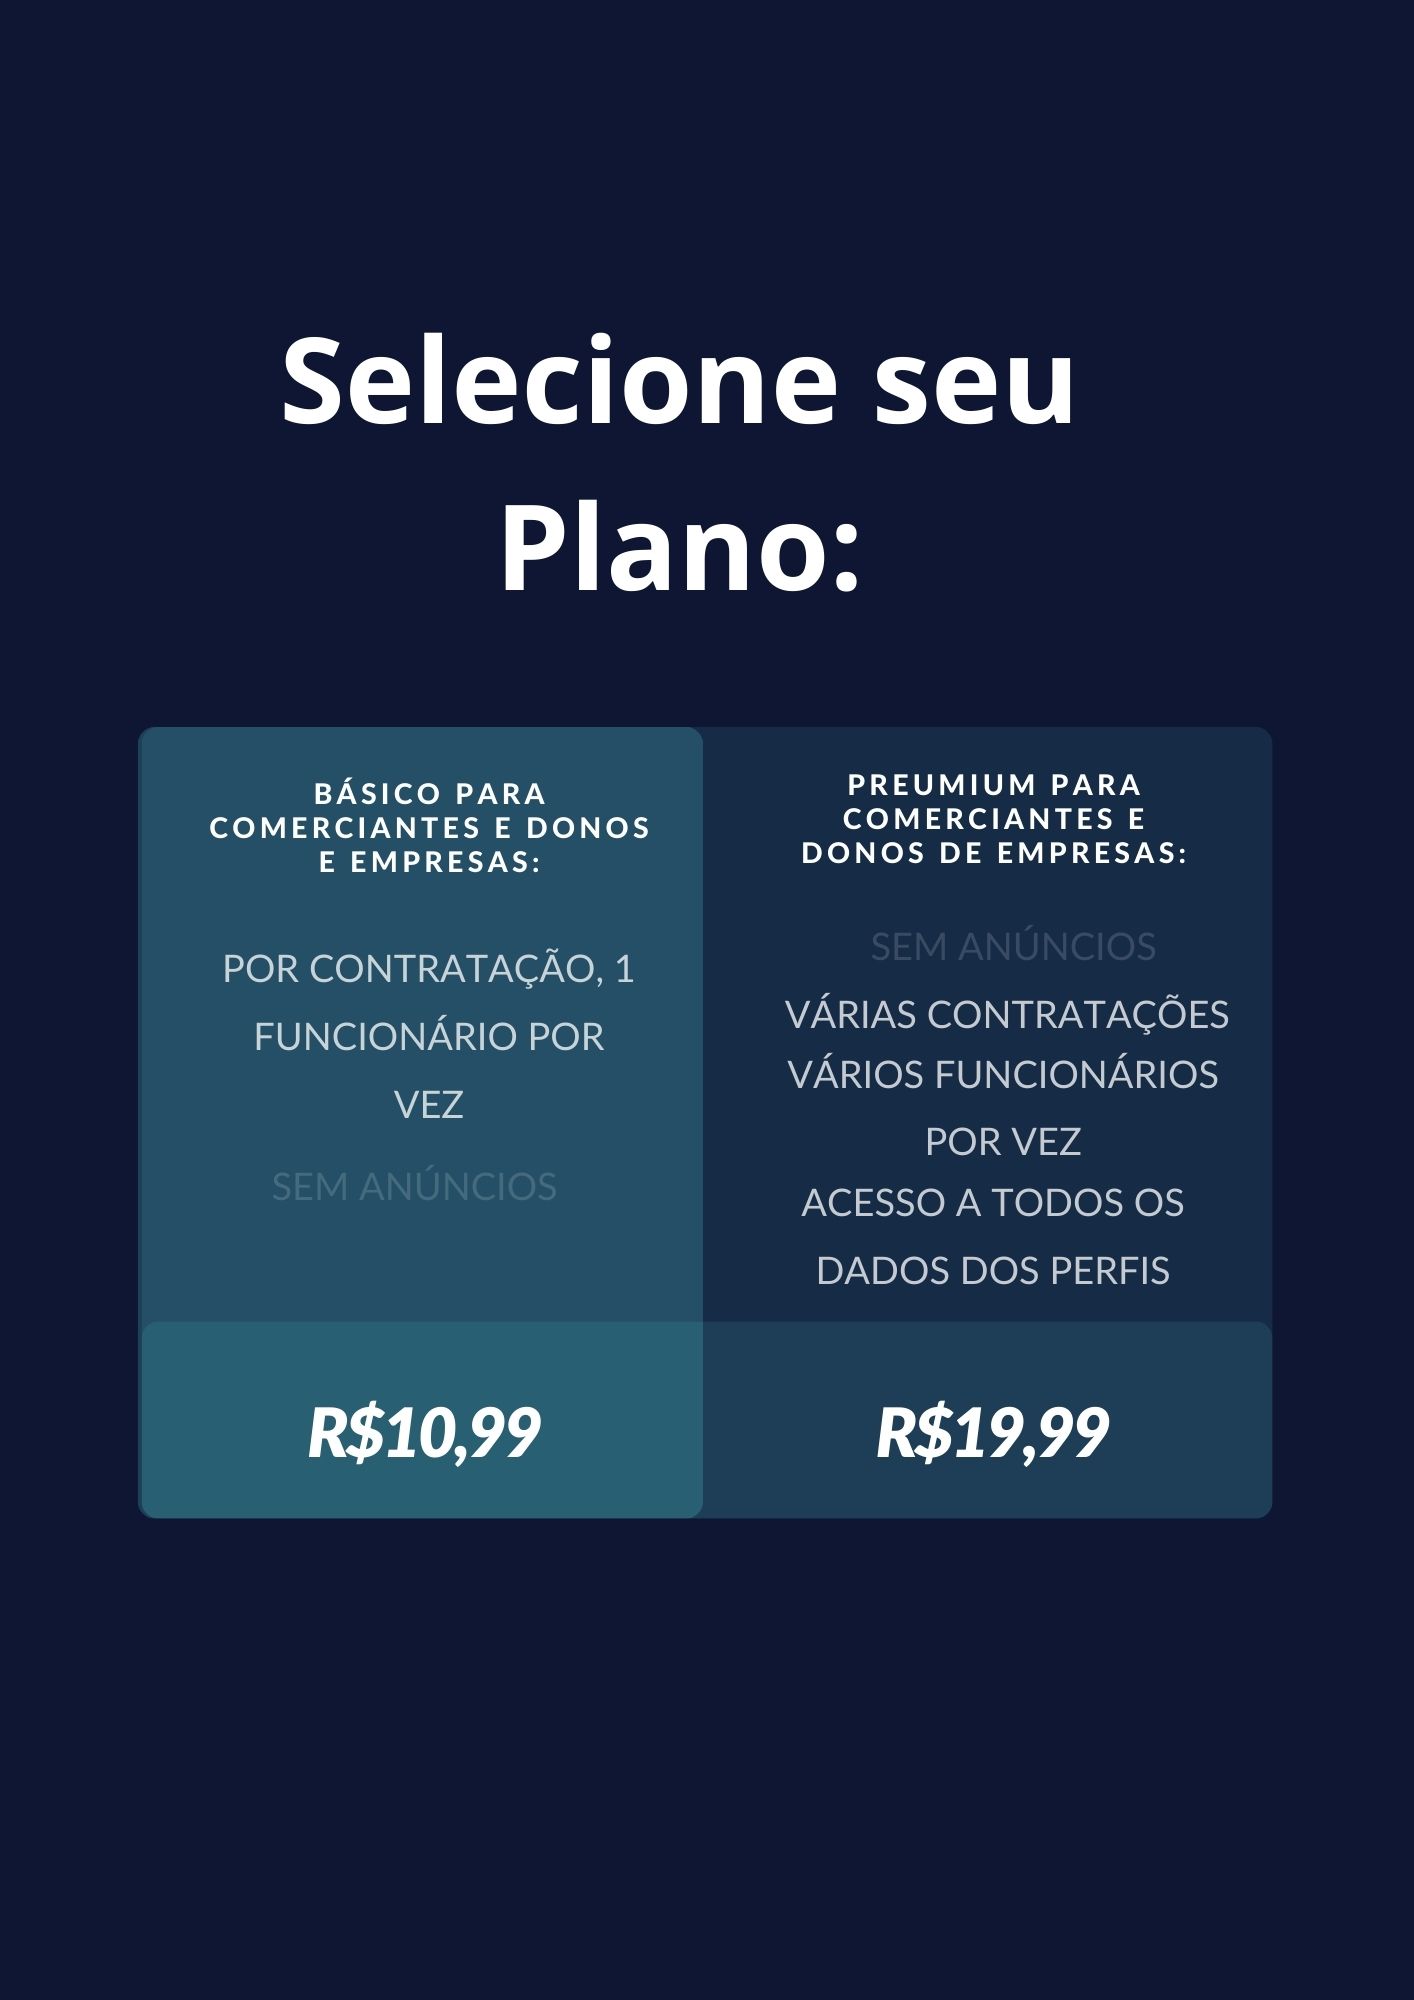 Selecione seu
Plano:
BÁSICO PARA
COMERCIANTES E DONOS
E EMPRESAS:
POR CONTRATAÇÃO, 1
FUNCIONÁRIO POR
VEZ
SEM ANÚNCIOS
R$10,99
PREUMIUM PARA
COMERCIANTES E
DONOS DE EMPRESAS:
SEM ANÚNCIOS
VÁRIAS CONTRATAÇÕES
VÁRIOS FUNCIONÁRIOS
POR VEZ
ACESSO A TODOS OS
DADOS DOS PERFIS
R$19,99